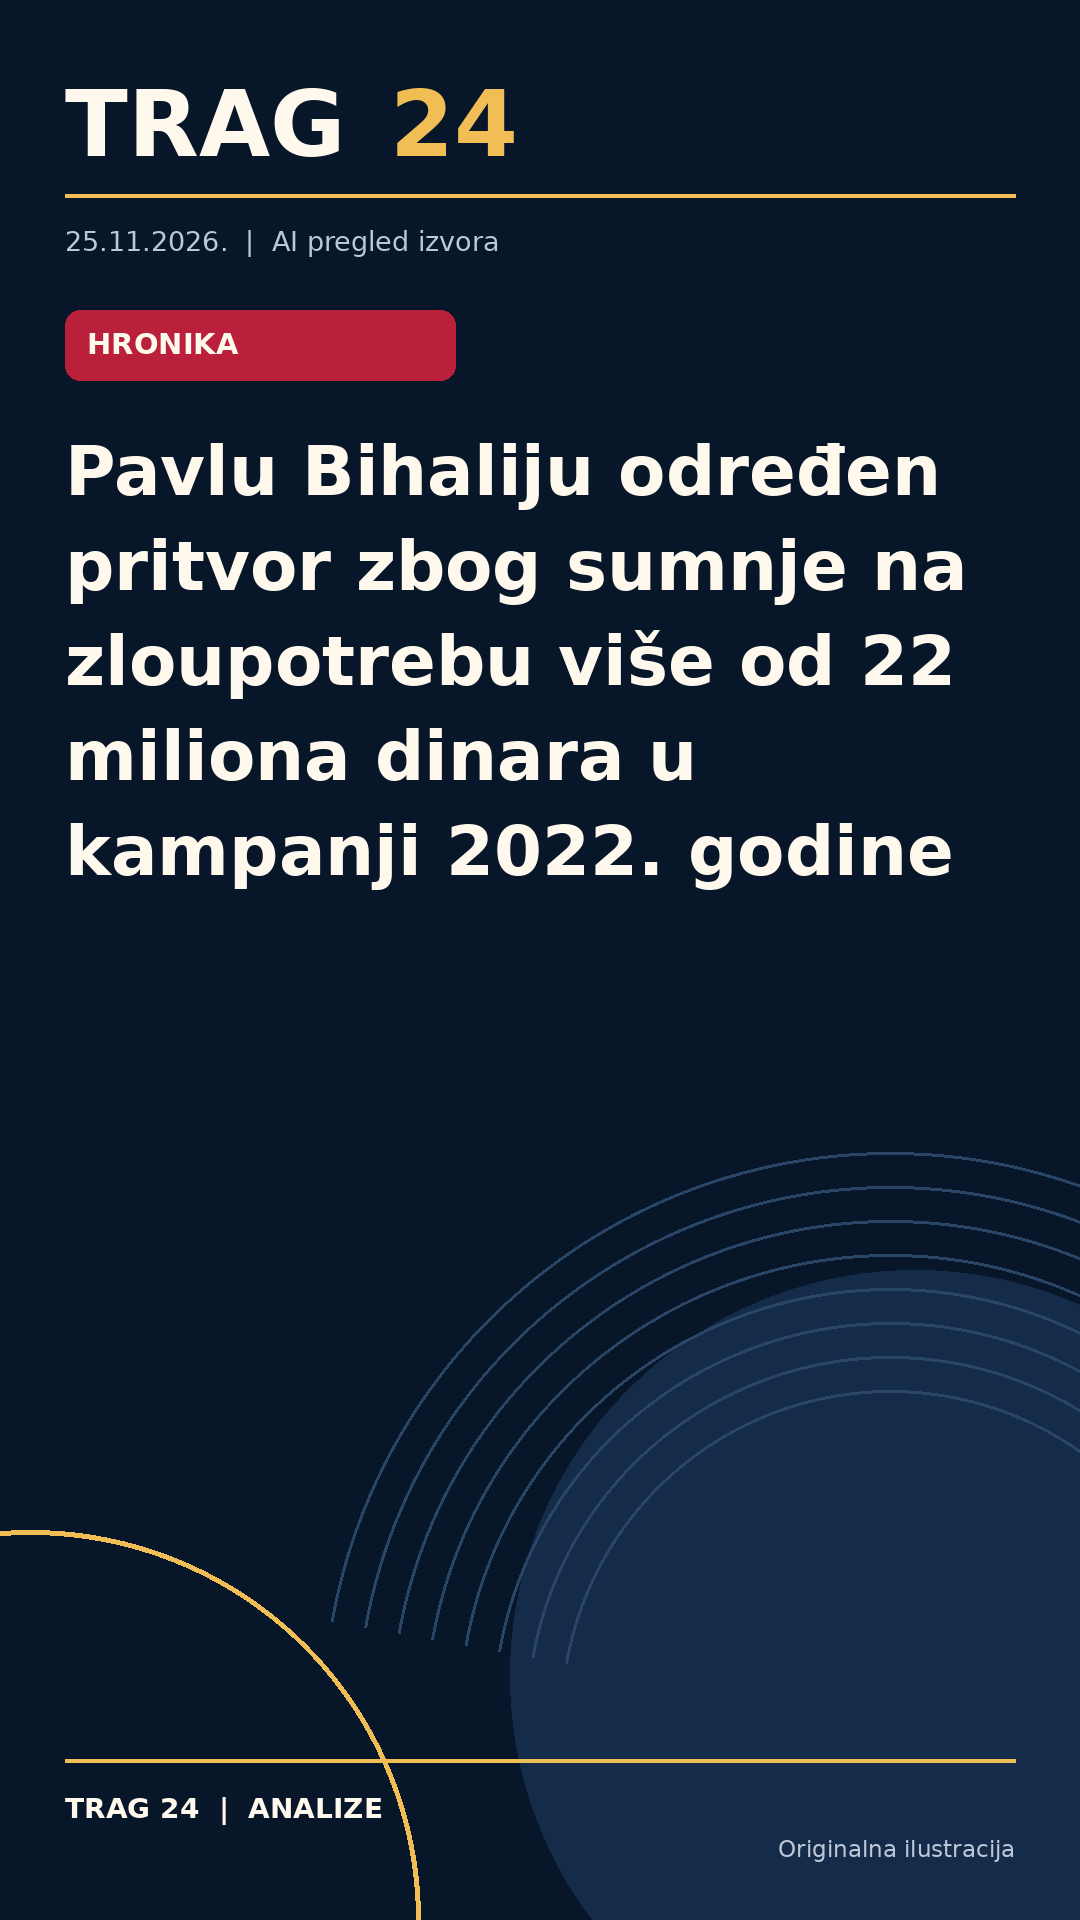 TRAG 24
25.11.2026. | AI pregled izvora
HRONIKA
Pavlu Bihaliju određen
pritvor zbog sumnje na
zloupotrebu više od 22
miliona dinara u
kampanji 2022. godine
TRAG 24 | ANALIZE
Originalna ilustracija